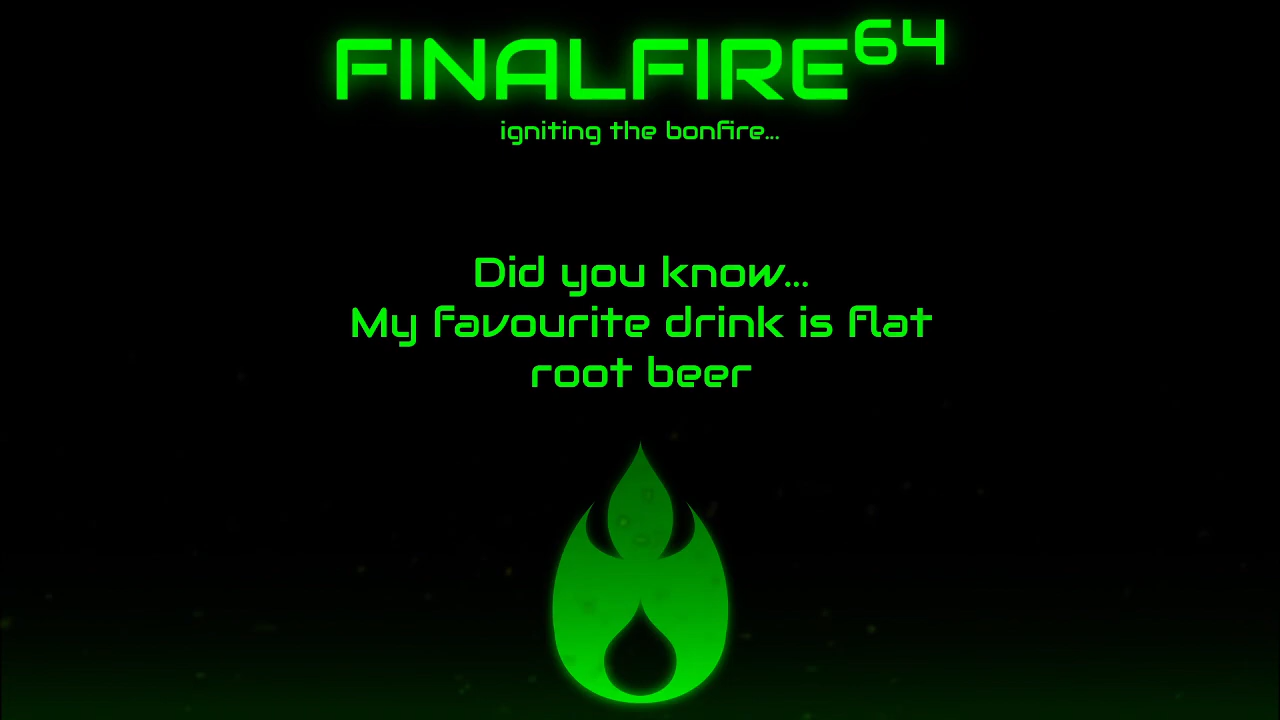 FINALFIRE64
igniting the bonfire...
Did you know...
My favourite drink is flat
root beer